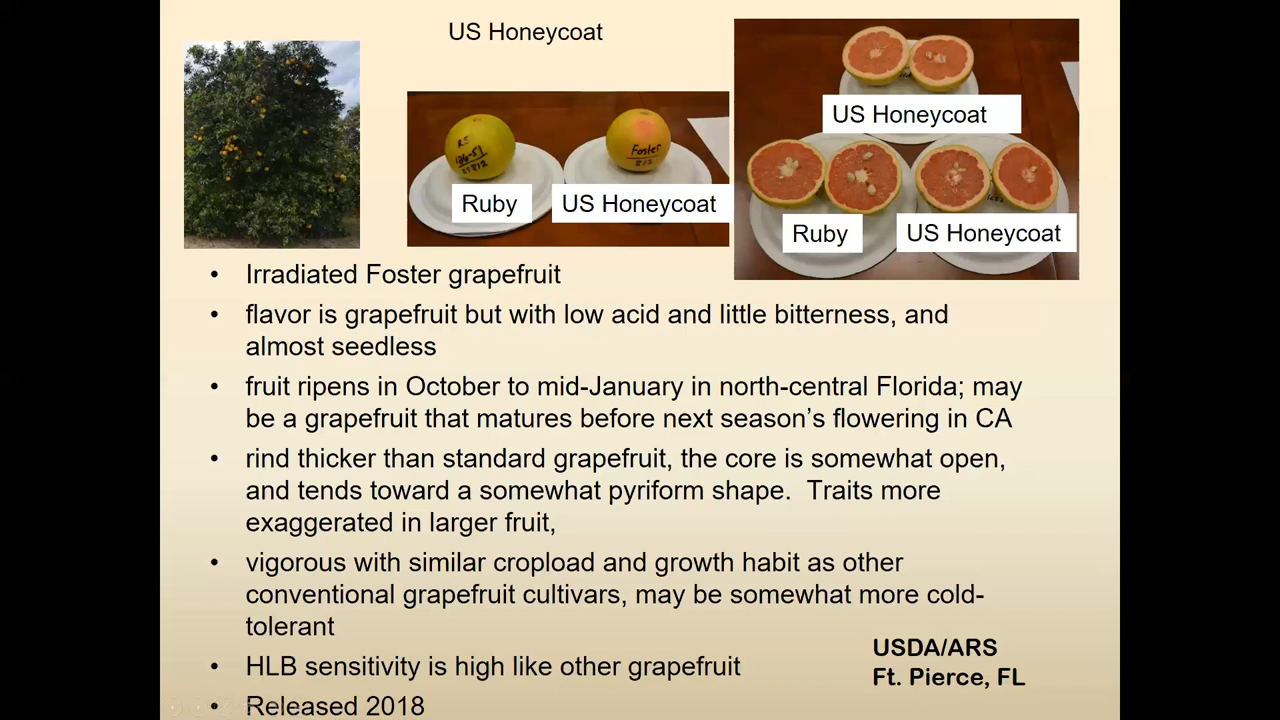 US Honeycoat
Ruby
US Honeycoat
US Honeycoat
Ruby
US Honeycoat
Foster
• Irradiated Foster grapefruit
• flavor is grapefruit but with low acid and little bitterness, and
almost seedless
• fruit ripens in October to mid-January in north-central Florida; may
be a grapefruit that matures before next season’s flowering in CA
• rind thicker than standard grapefruit, the core is somewhat open,
and tends toward a somewhat pyriform shape.  Traits more
exaggerated in larger fruit,
• vigorous with similar cropload and growth habit as other
conventional grapefruit cultivars, may be somewhat more cold-
tolerant
• HLB sensitivity is high like other grapefruit
• Released 2018
USDA/ARS
Ft. Pierce, FL